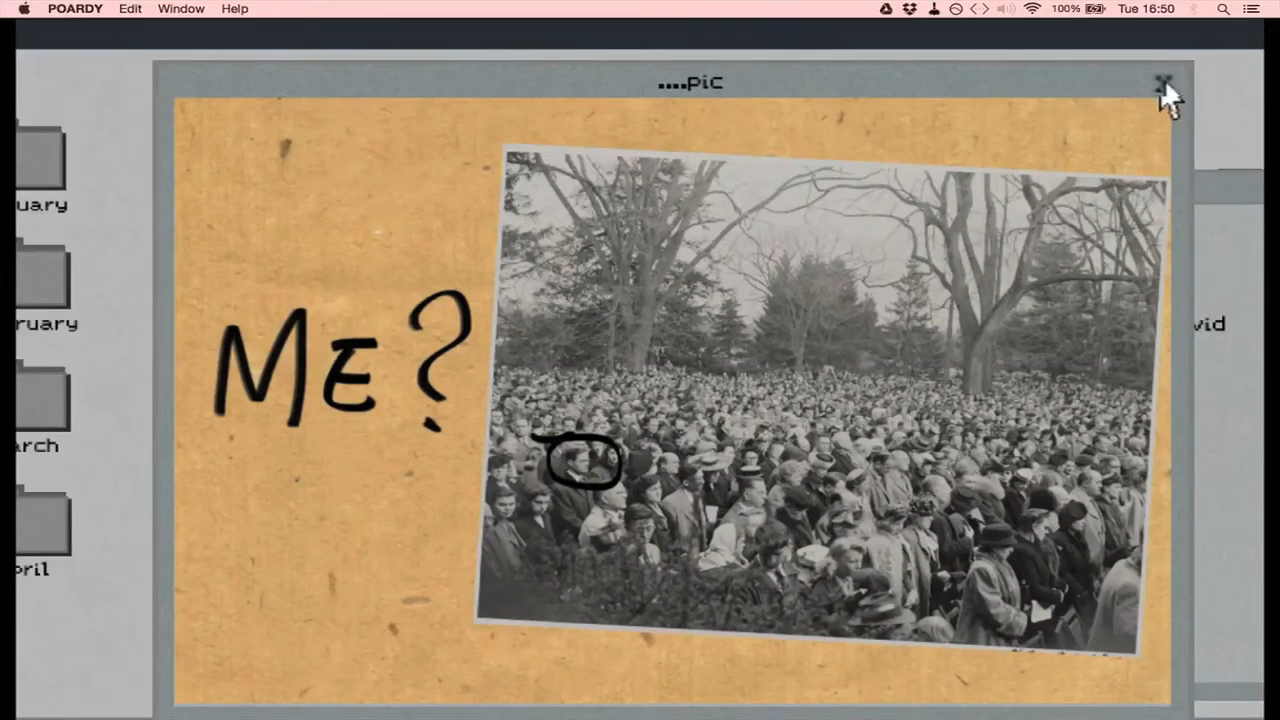 POARDY Edit Window Help 100% Tue 16:50
....pic
uary
ruary
arch
pril
vid
ME?